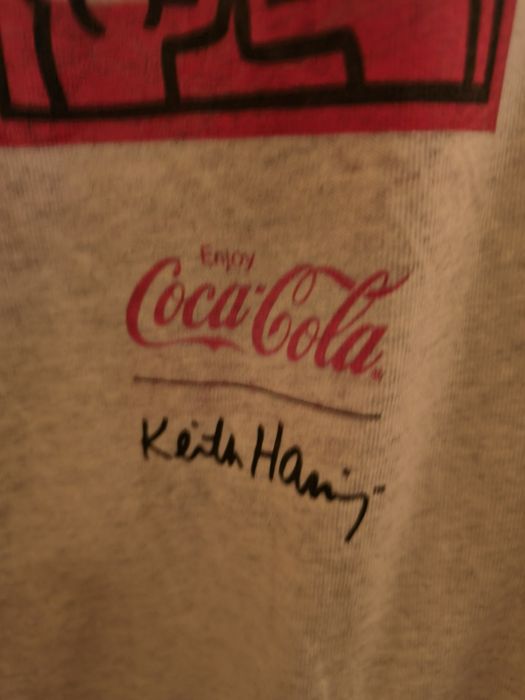 Enjoy
Coca-Cola
Keith Haring